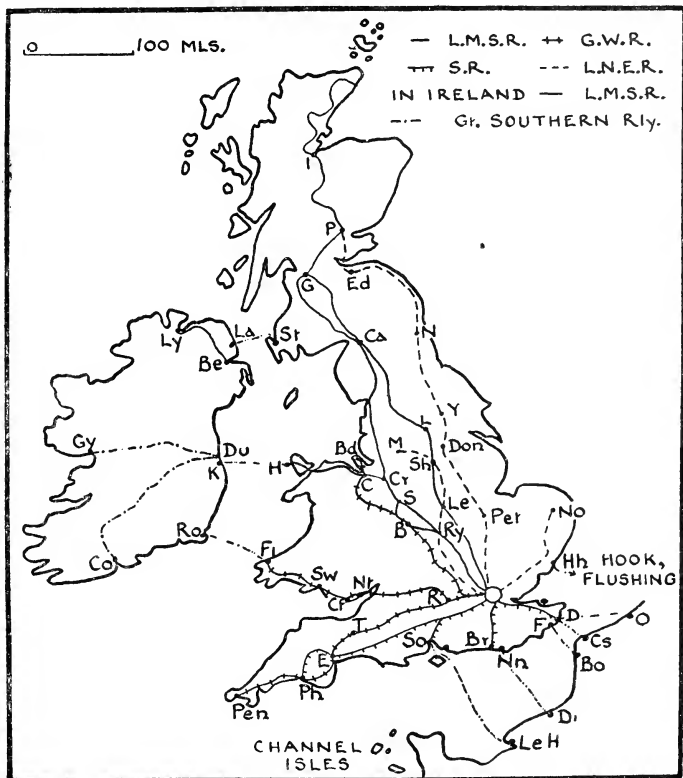 0 100 MLS.
— L.M.S.R. G.W.R.
S.R. --- L.N.E.R.
IN IRELAND — L.M.S.R.
Gr. SOUTHERN Rly.
I
P
Ed
G
Ca
N
Ly
La
Be
St
Y
L
M
Don
Sh
Gy
Du
K
H
Bd
C
Cr
S
Le
Per
No
B
Ry
Co
Ro
Fi
Sw
Cf
Nt
R
Hh HOOK,
FLUSHING
T
So
Br
Nn
F
D
O
Cs
Bo
E
Ph
Pen
Di
Le H
CHANNEL
ISLES